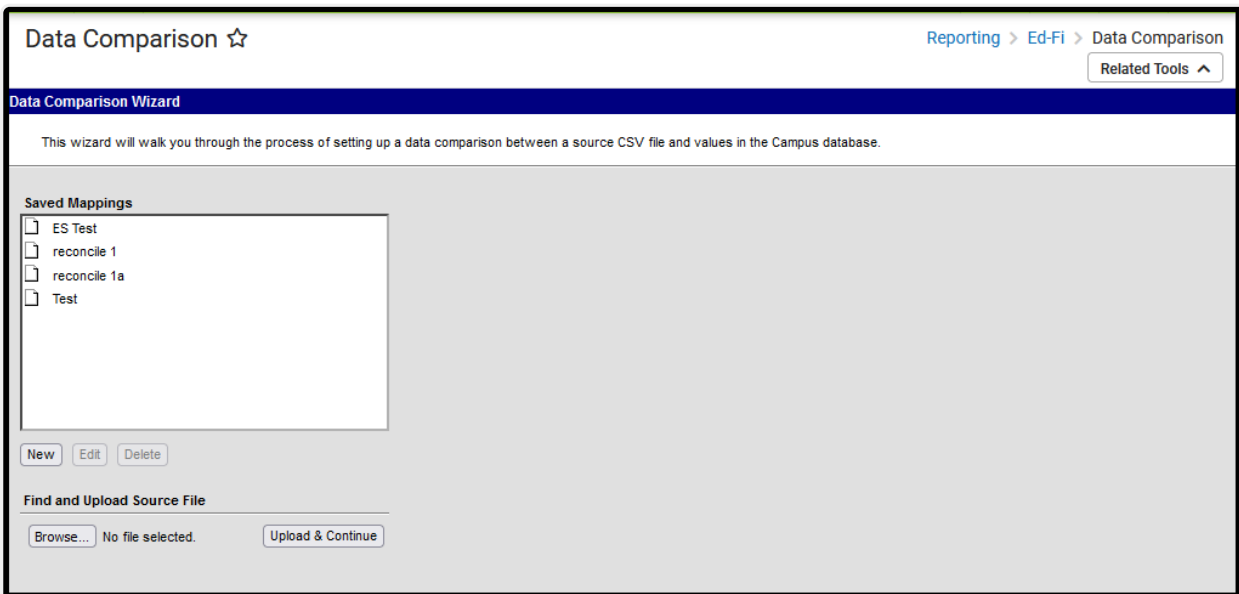 Data Comparison
Reporting > Ed-Fi > Data Comparison
Related Tools
Data Comparison Wizard
This wizard will walk you through the process of setting up a data comparison between a source CSV file and values in the Campus database.
Saved Mappings
ES Test
reconcile 1
reconcile 1a
Test
New Edit Delete
Find and Upload Source File
Browse... No file selected. Upload & Continue